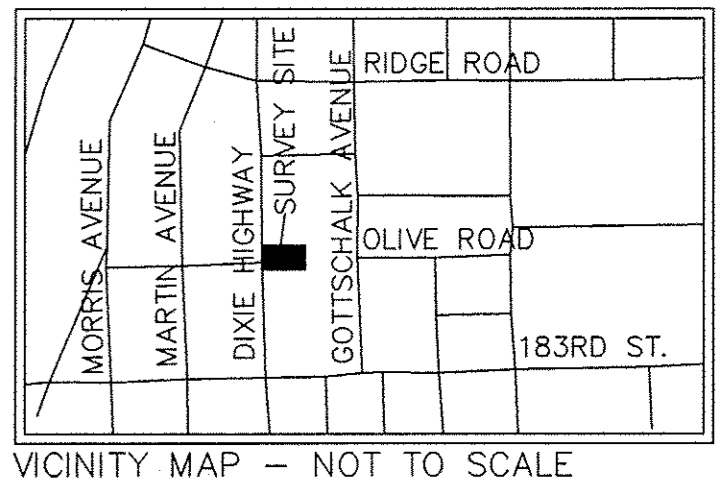 RIDGE ROAD
SURVEY SITE
GOTTSCHALK AVENUE
MORRIS AVENUE
MARTIN AVENUE
DIXIE HIGHWAY
OLIVE ROAD
183RD ST.
VICINITY MAP - NOT TO SCALE